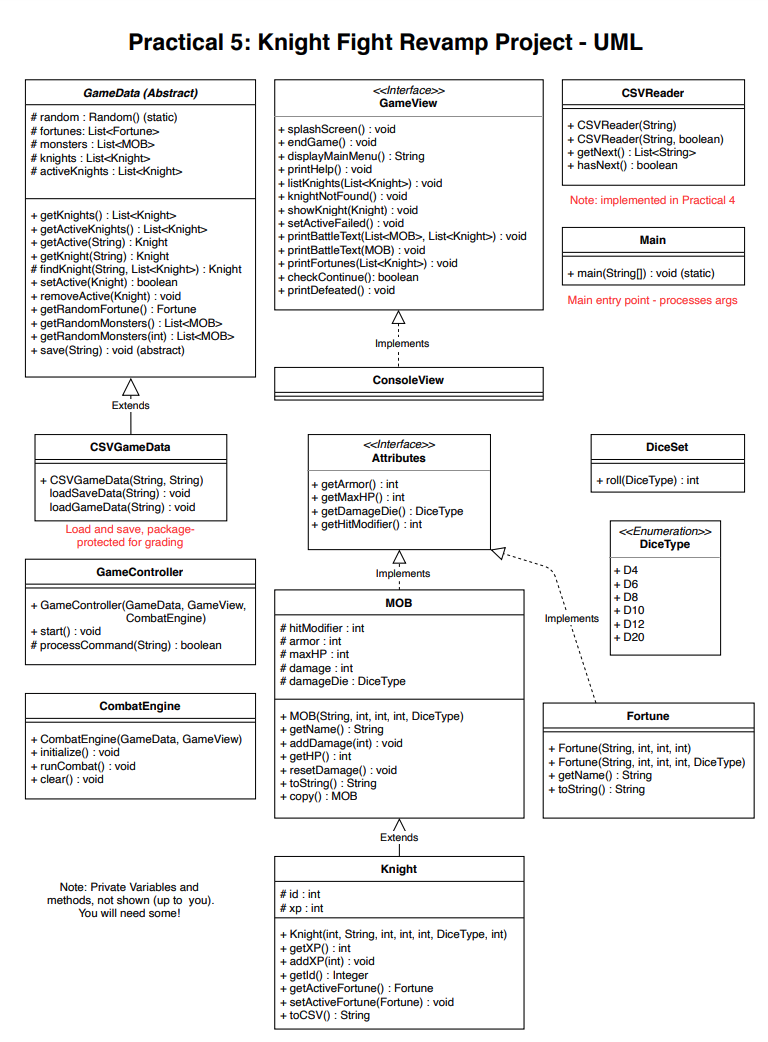 Practical 5: Knight Fight Revamp Project - UML
GameData (Abstract)
# random : Random() (static)
# fortunes: List<Fortune>
# monsters : List<MOB>
# knights : List<Knight>
# activeKnights : List<Knight>
+ getKnights() : List<Knight>
+ getActiveKnights() : List<Knight>
+ getActive(String) : Knight
+ getKnight(String) : Knight
# findKnight(String, List<Knight>) : Knight
+ setActive(Knight) : boolean
+ removeActive(Knight) : void
+ getRandomFortune() : Fortune
+ getRandomMonsters() : List<MOB>
+ getRandomMonsters(int) : List<MOB>
+ save(String) : void (abstract)
Extends
<<Interface>>
GameView
+ splashScreen() : void
+ endGame() : void
+ displayMainMenu() : String
+ printHelp() : void
+ listKnights(List<Knight>) : void
+ knightNotFound() : void
+ showKnight(Knight) : void
+ setActiveFailed() : void
+ printBattleText(List<MOB>, List<Knight>) : void
+ printBattleText(MOB) : void
+ printFortunes(List<Knight>) : void
+ checkContinue(): boolean
+ printDefeated() : void
Implements
ConsoleView
CSVReader
+ CSVReader(String)
+ CSVReader(String, boolean)
+ getNext() : List<String>
+ hasNext() : boolean
Note: implemented in Practical 4
Main
+ main(String[]) : void (static)
Main entry point - processes args
CSVGameData
+ CSVGameData(String, String)
loadSaveData(String) : void
loadGameData(String) : void
Load and save, package-
protected for grading
<<Interface>>
Attributes
+ getArmor() : int
+ getMaxHP() : int
+ getDamageDie() : DiceType
+ getHitModifier() : int
Implements
DiceSet
+ roll(DiceType) : int
<<Enumeration>>
DiceType
+ D4
+ D6
+ D8
+ D10
+ D12
+ D20
Implements
GameController
+ GameController(GameData, GameView,
CombatEngine)
+ start() : void
# processCommand(String) : boolean
MOB
# hitModifier : int
# armor : int
# maxHP : int
# damage : int
# damageDie : DiceType
+ MOB(String, int, int, int, DiceType)
+ getName() : String
+ addDamage(int) : void
+ getHP() : int
+ resetDamage() : void
+ toString() : String
+ copy() : MOB
Extends
CombatEngine
+ CombatEngine(GameData, GameView)
+ initialize() : void
+ runCombat() : void
+ clear() : void
Fortune
+ Fortune(String, int, int, int)
+ Fortune(String, int, int, int, DiceType)
+ getName() : String
+ toString() : String
Note: Private Variables and
methods, not shown (up to you).
You will need some!
Knight
# id : int
# xp : int
+ Knight(int, String, int, int, int, DiceType, int)
+ getXP() : int
+ addXP(int) : void
+ getId() : Integer
+ getActiveFortune() : Fortune
+ setActiveFortune(Fortune) : void
+ toCSV() : String